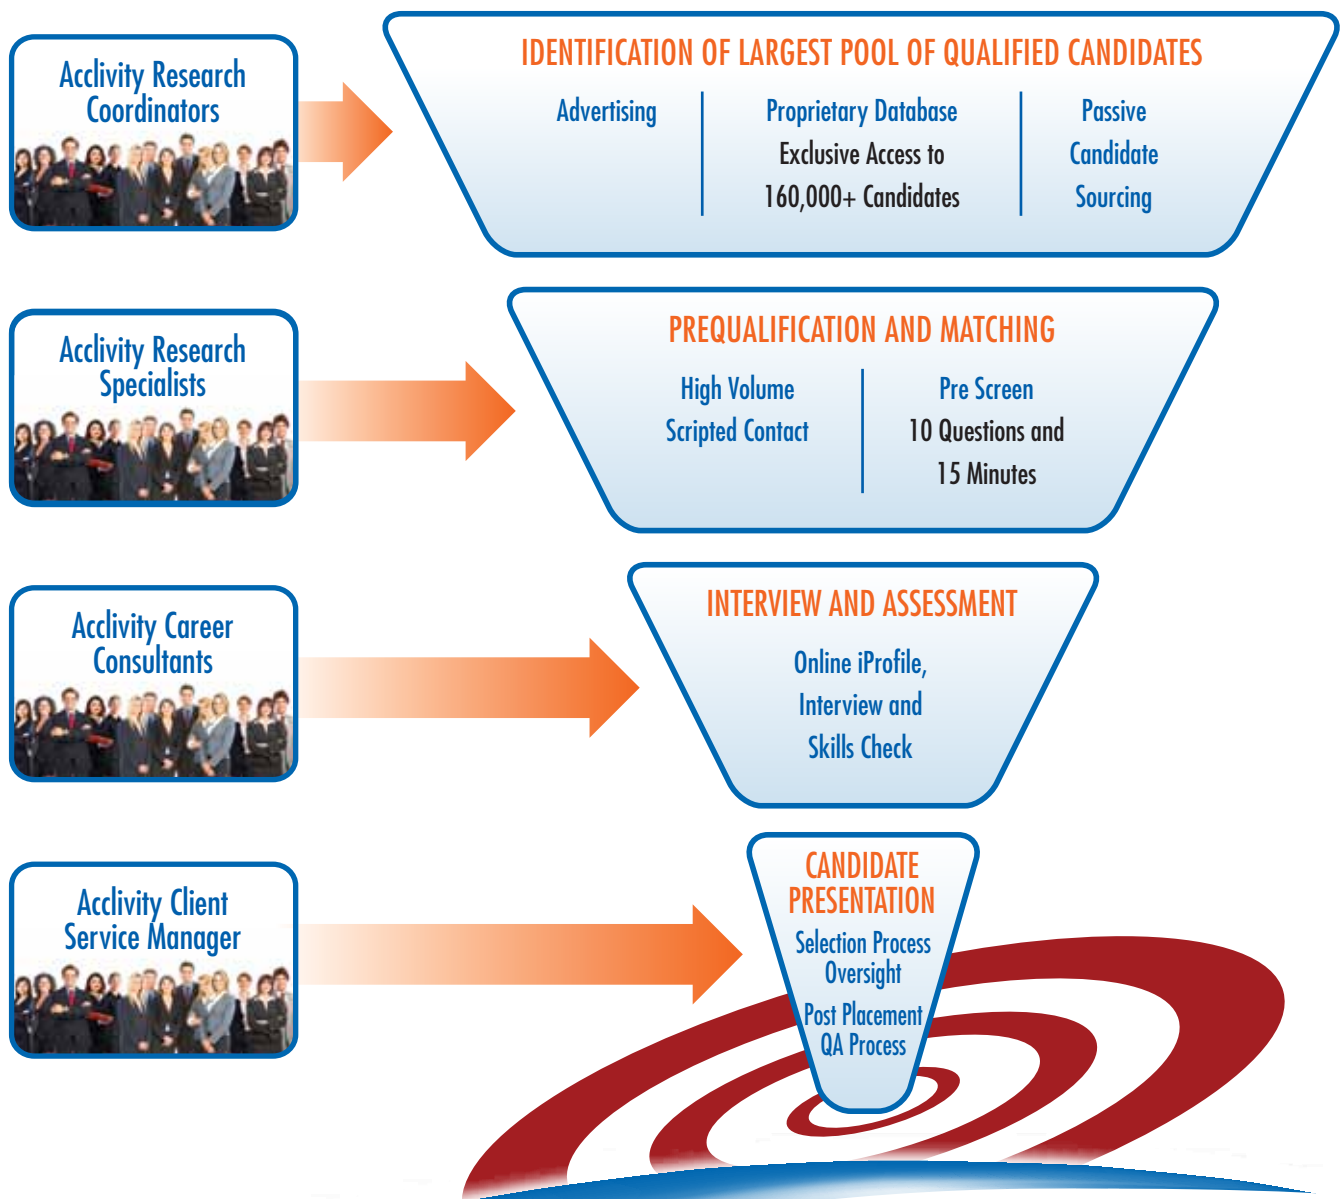 Acclivity Research
Coordinators
IDENTIFICATION OF LARGEST POOL OF QUALIFIED CANDIDATES
Advertising
Proprietary Database
Exclusive Access to
160,000+ Candidates
Passive
Candidate
Sourcing
Acclivity Research
Specialists
PREQUALIFICATION AND MATCHING
High Volume
Scripted Contact
Pre Screen
10 Questions and
15 Minutes
Acclivity Career
Consultants
INTERVIEW AND ASSESSMENT
Online iProfile,
Interview and
Skills Check
Acclivity Client
Service Manager
CANDIDATE
PRESENTATION
Selection Process
Oversight
Post Placement
QA Process